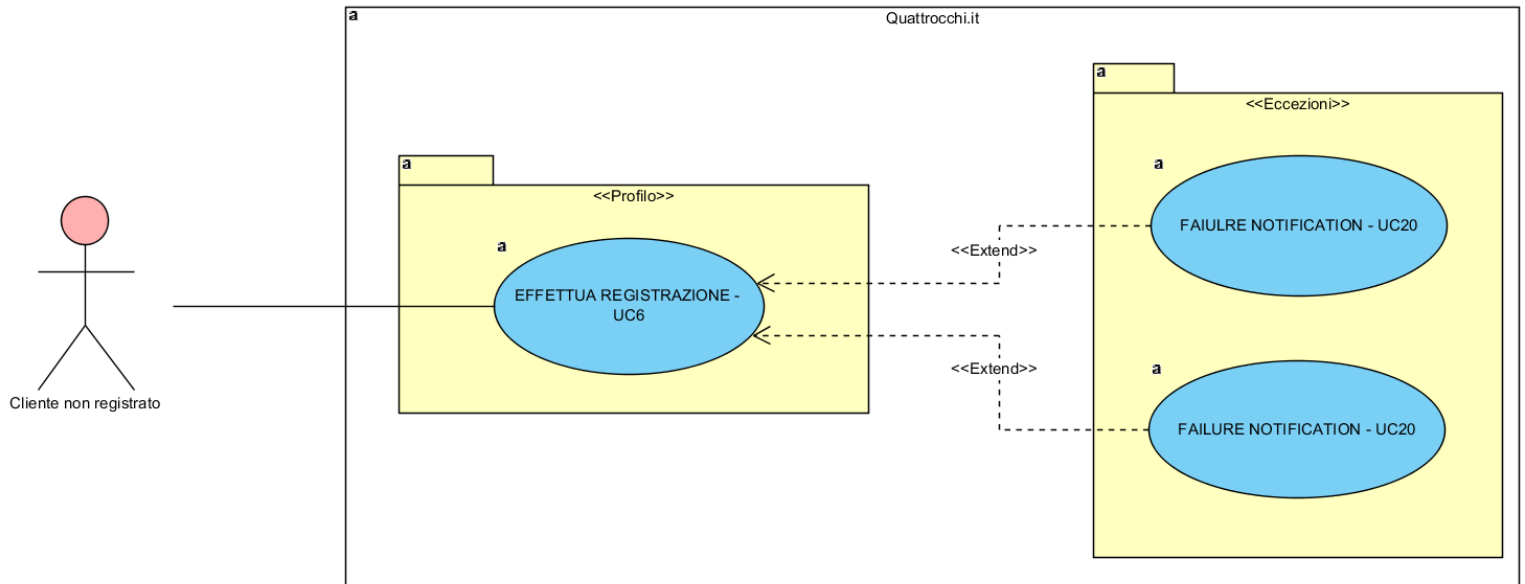 a
Quattrocchi.it
a
<<Eccezioni>>
a
FAIULRE NOTIFICATION - UC20
a
<<Profilo>>
a
EFFETTUA REGISTRAZIONE -
UC6
<<Extend>>
<<Extend>>
a
FAILURE NOTIFICATION - UC20
Cliente non registrato